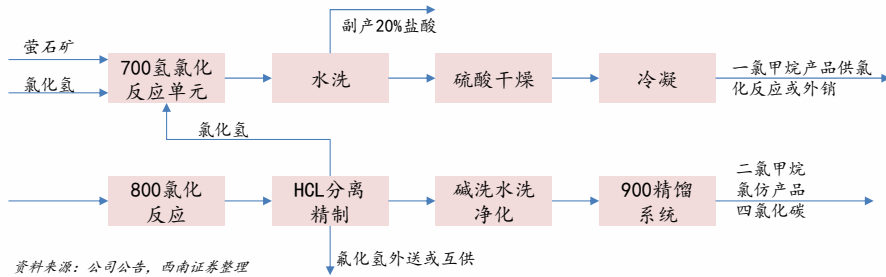 副产20%盐酸
萤石矿
氯化氢
700氢氯化
反应单元
水洗
硫酸干燥
冷凝
一氯甲烷产品供氯
化反应或外销
氯化氢
800氯化
反应
HCL分离
精制
碱洗水洗
净化
900精馏
系统
二氯甲烷
氯仿产品
四氯化碳
氟化氢外送或互供
资料来源：公司公告，西南证券整理